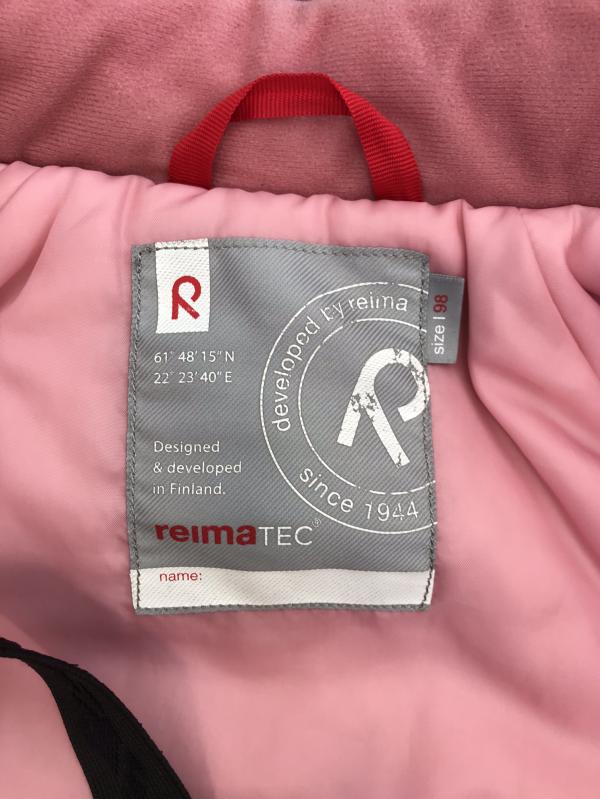 R
61° 48' 15" N
22° 23' 40" E
Designed
& developed
in Finland.
reimaTEC®
name:
developed by reima
R
since 1944
size | 98